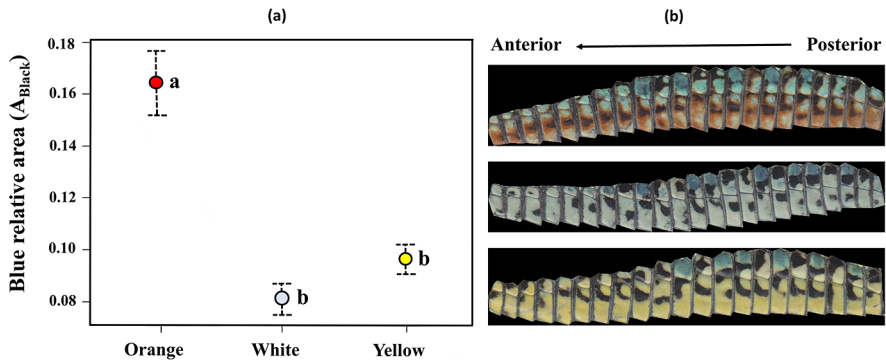 (a)
(b)
Blue relative area (A_Black)
0.18
0.16
0.14
0.12
0.10
0.08
a
b
b
Orange
White
Yellow
Anterior
Posterior